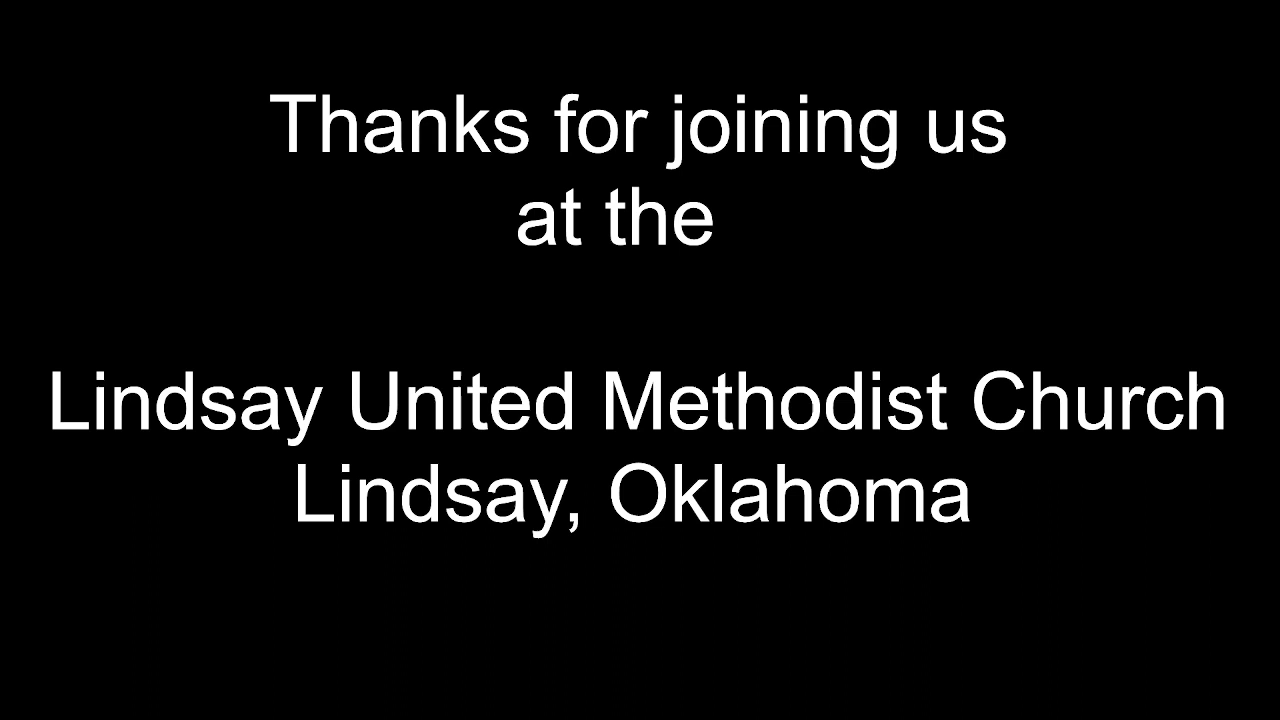 Thanks for joining us
at the
Lindsay United Methodist Church
Lindsay, Oklahoma